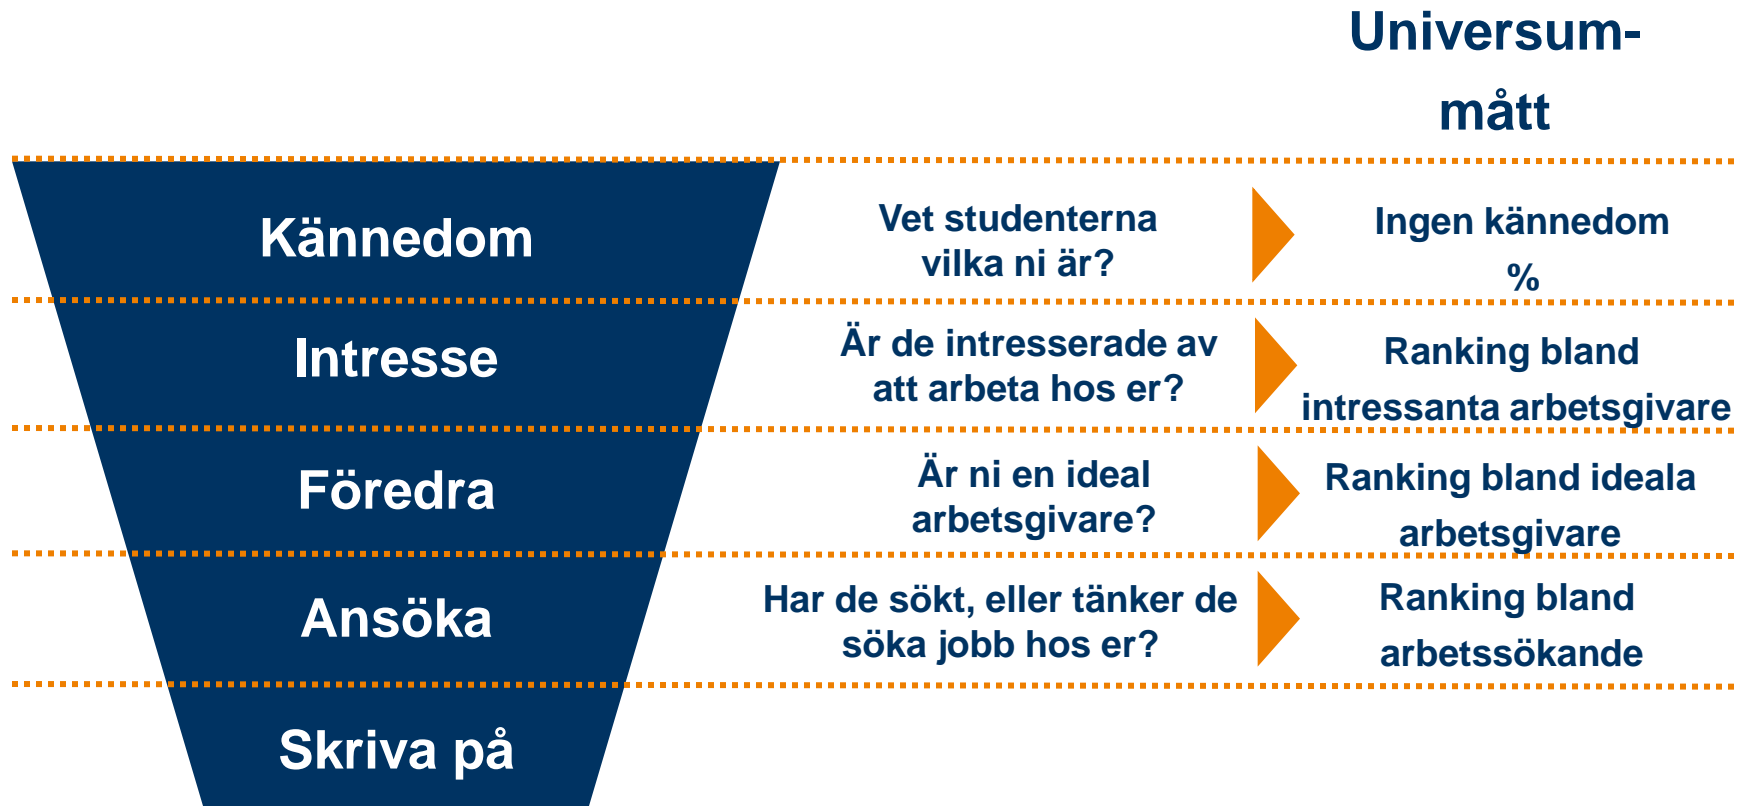 Universum-
mått
Kännedom
Vet studenterna
vilka ni är?
Ingen kännedom
%
Intresse
Är de intresserade av
att arbeta hos er?
Ranking bland
intressanta arbetsgivare
Föredra
Är ni en ideal
arbetsgivare?
Ranking bland ideala
arbetsgivare
Ansöka
Har de sökt, eller tänker de
söka jobb hos er?
Ranking bland
arbetssökande
Skriva på